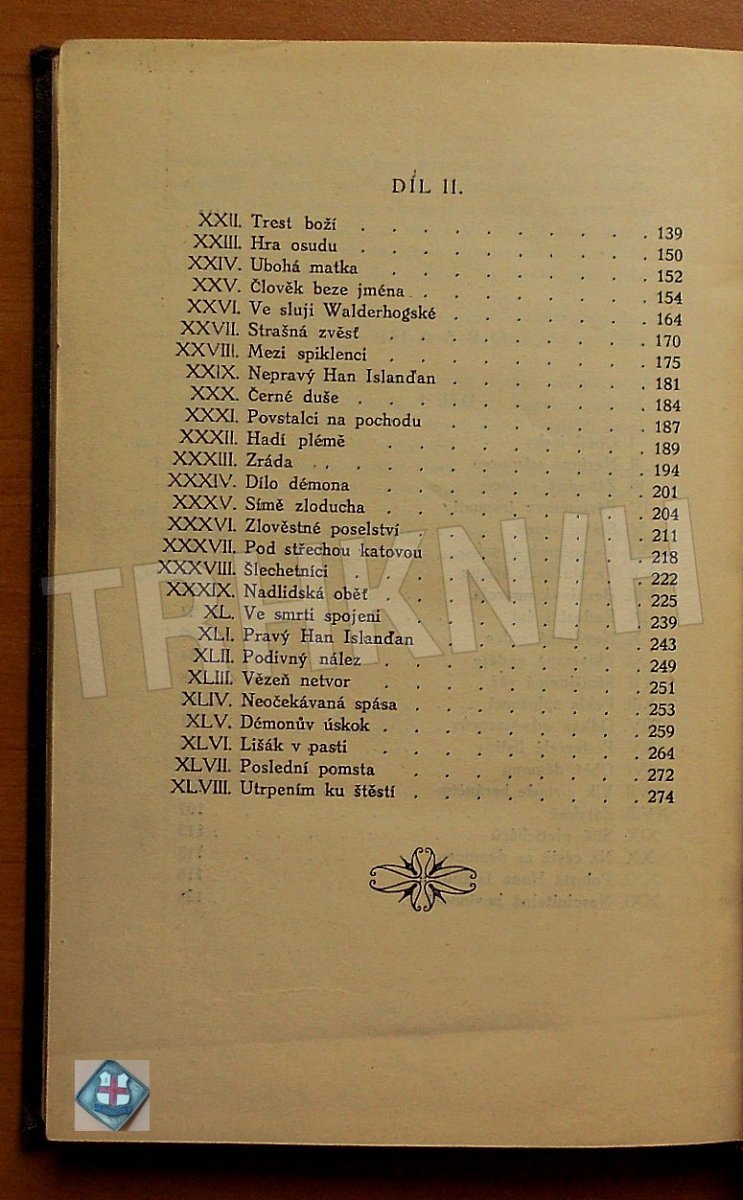 DÍL II.
XXII. Trest boží . . . . . . . . . . 139
XXIII. Hra osudu . . . . . . . . . . 150
XXIV. Ubohá matka . . . . . . . . . 152
XXV. Člověk beze jména . . . . . . . . 154
XXVI. Ve sluji Walderhogské . . . . . . . 164
XXVII. Strašná zvěsť . . . . . . . . . 170
XXVIII. Mezi spiklenci . . . . . . . . . 175
XXIX. Nepravý Han Islanďan . . . . . . . 181
XXX. Černé duše . . . . . . . . . . 184
XXXI. Povstalci na pochodu . . . . . . . 187
XXXII. Hadí plémě . . . . . . . . . 189
XXXIII. Zráda . . . . . . . . . . . 194
XXXIV. Dílo démona . . . . . . . . . 201
XXXV. Símě zloducha . . . . . . . . . 204
XXXVI. Zlověstné poselství . . . . . . . . 211
XXXVII. Pod střechou katovou . . . . . . . 218
XXXVIII. Šlechetníci . . . . . . . . . . 222
XXXIX. Nadlidská oběť . . . . . . . . . 225
XL. Ve smrti spojeni . . . . . . . . . 239
XLI. Pravý Han Islanďan . . . . . . . 243
XLII. Podivný nález . . . . . . . . . 249
XLIII. Vězeň netvor . . . . . . . . . 251
XLIV. Neočekávaná spása . . . . . . . . 253
XLV. Démonův úskok . . . . . . . . . 259
XLVI. Lišák v pasti . . . . . . . . . 264
XLVII. Poslední pomsta . . . . . . . . 272
XLVIII. Utrpením ku štěstí . . . . . . . . 274